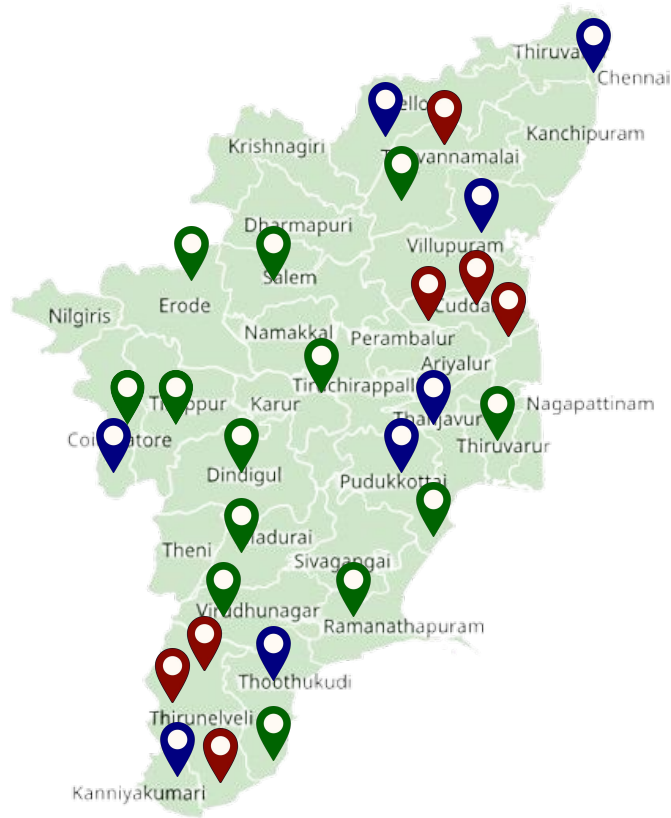 Chennai
Kanchipuram
Krishnagiri
Dharmapuri
Villupuram
Salem
Erode
Nilgiris
Namakkal
Perambalur
Ariyalur
Karur
Nagapattinam
Thiruvarur
Dindigul
Pudukkottai
Theni
Sivagangai
Virudhunagar
Ramanathapuram
Thoothukudi
Thirunelveli
Kanniyakumari